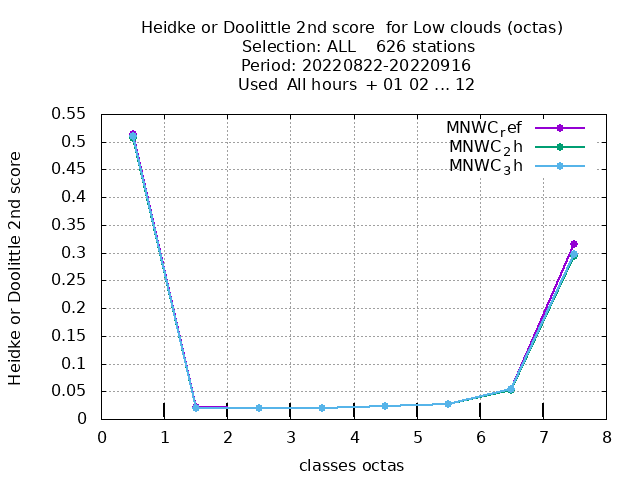 Heidke or Doolittle 2nd score  for Low clouds (octas)
Selection: ALL    626 stations
Period: 20220822-20220916
Used  All hours  + 01 02 ... 12
Heidke or Doolittle 2nd score
0.55
0.5
0.45
0.4
0.35
0.3
0.25
0.2
0.15
0.1
0.05
0
MNWC_ref
MNWC_2h
MNWC_3h
0 1 2 3 4 5 6 7 8
classes octas